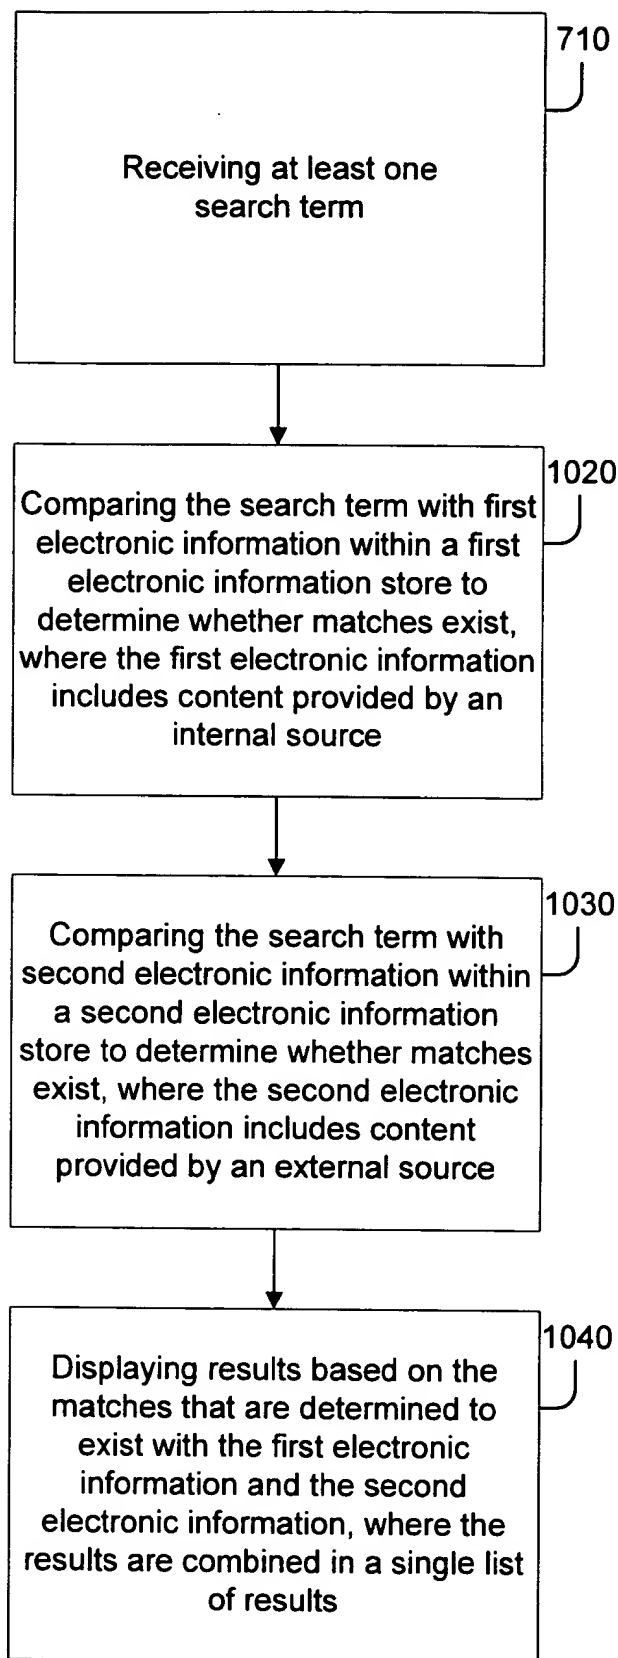 710
Receiving at least one
search term
1020
Comparing the search term with first
electronic information within a first
electronic information store to
determine whether matches exist,
where the first electronic information
includes content provided by an
internal source
1030
Comparing the search term with
second electronic information within
a second electronic information
store to determine whether matches
exist, where the second electronic
information includes content
provided by an external source
1040
Displaying results based on the
matches that are determined to
exist with the first electronic
information and the second
electronic information, where the
results are combined in a single list
of results